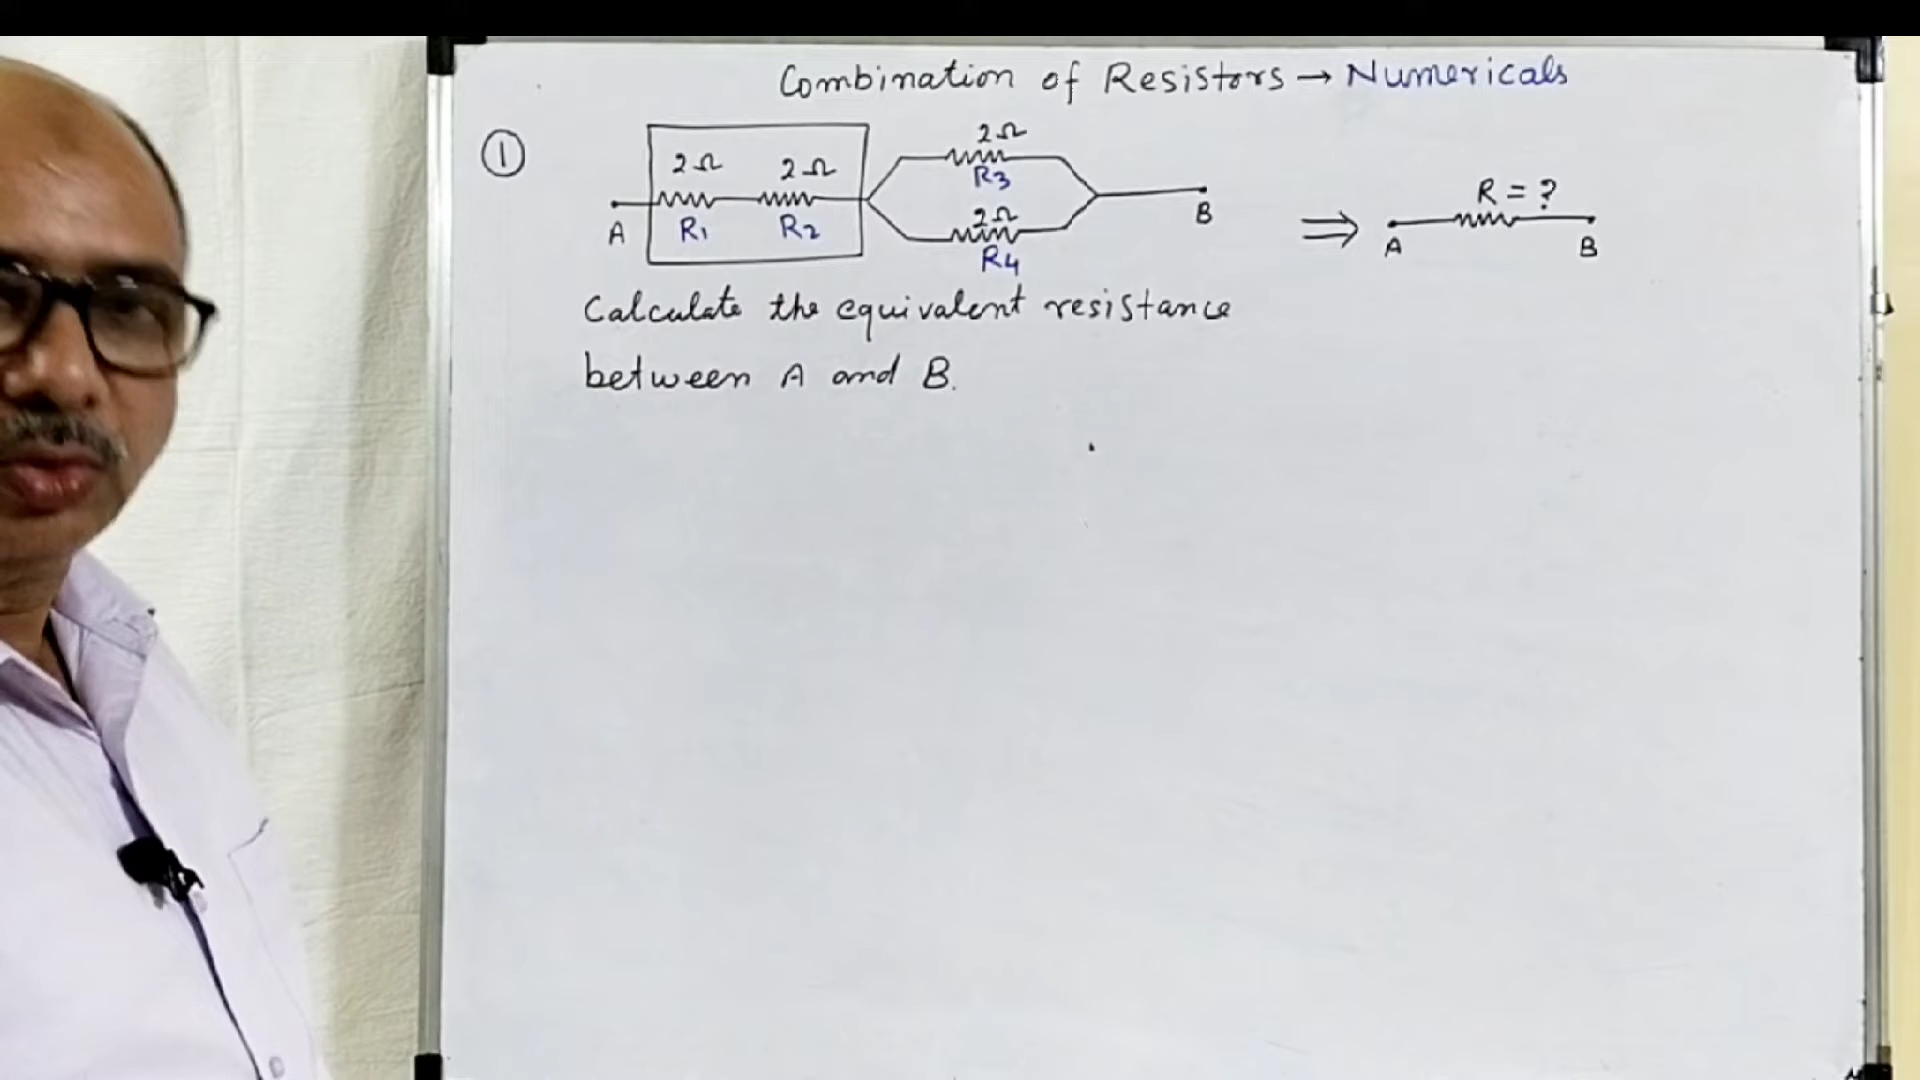 Combination of Resistors → Numericals
①
2Ω 2Ω 2Ω
R1 R2 R3
2Ω
R4
A B
⇒ R = ?
A B
Calculate the equivalent resistance
between A and B.